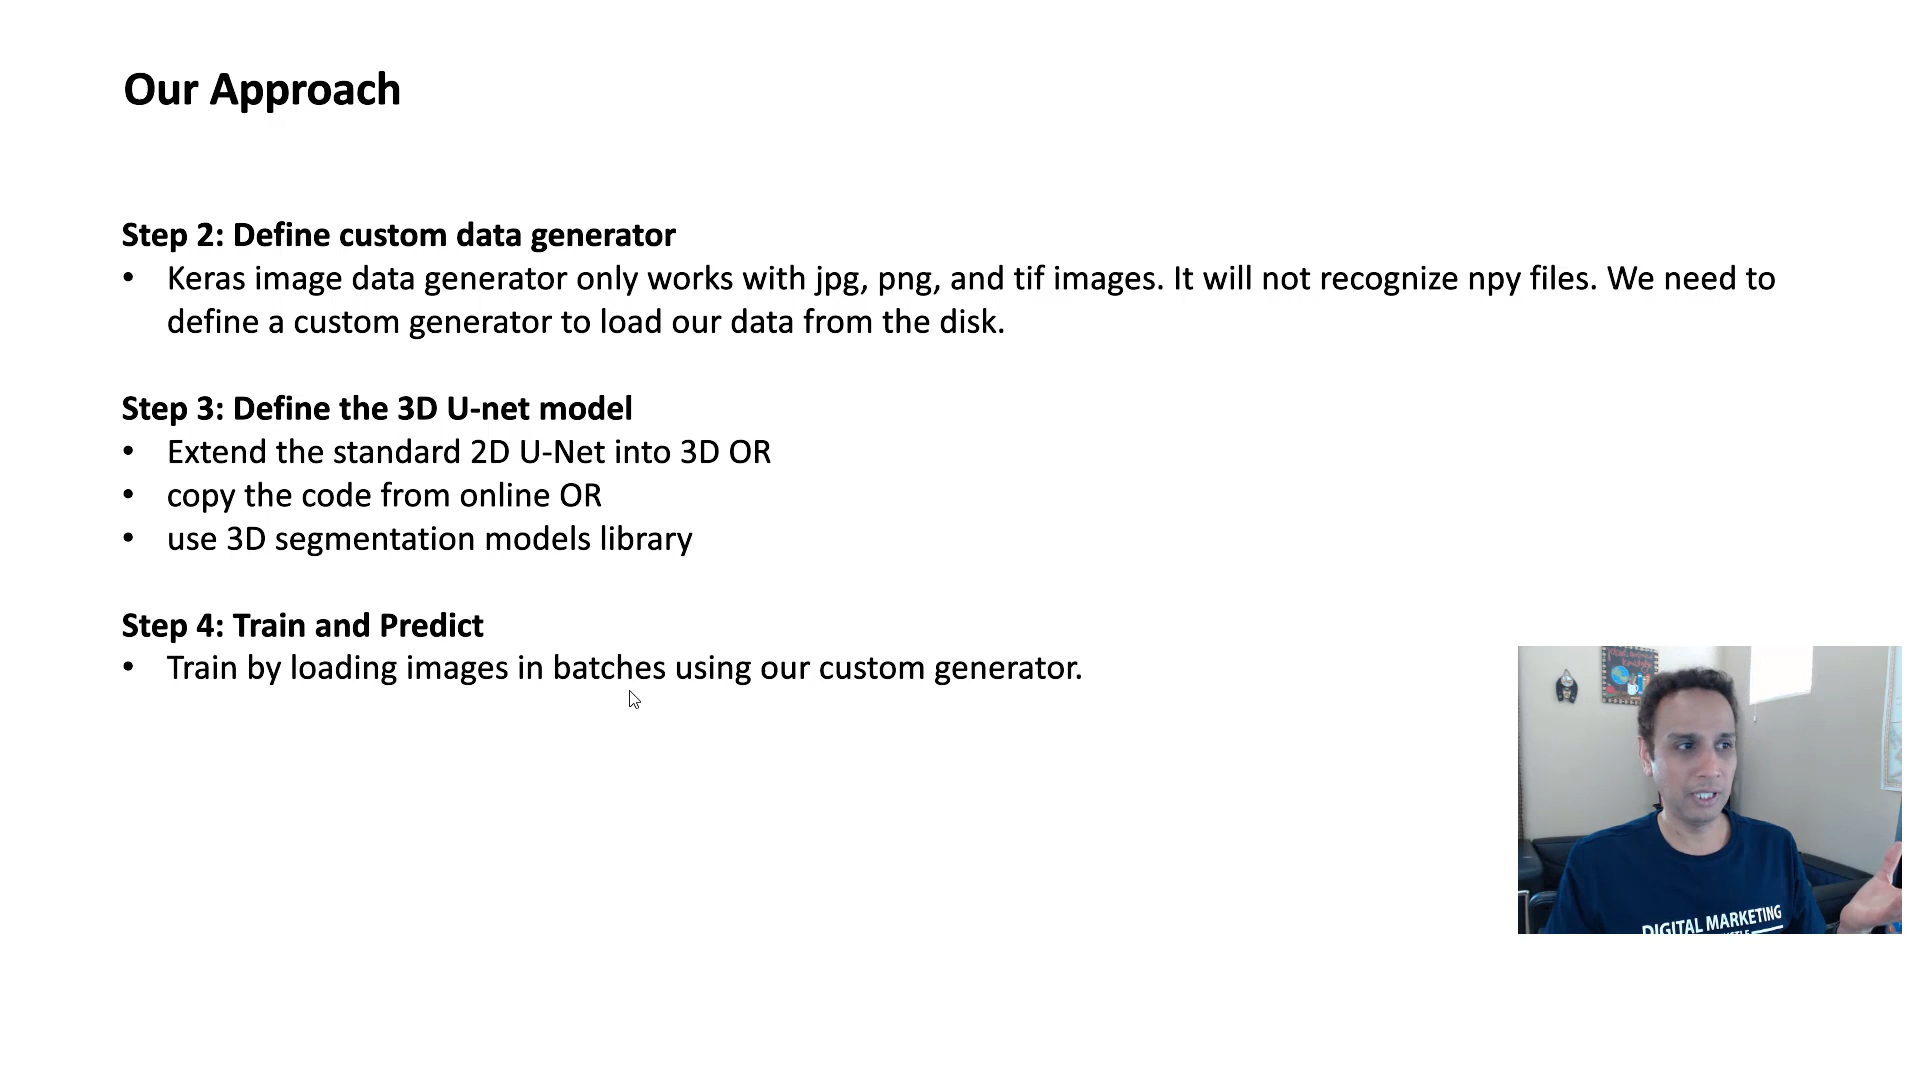 Our Approach
Step 2: Define custom data generator
• Keras image data generator only works with jpg, png, and tif images. It will not recognize npy files. We need to
define a custom generator to load our data from the disk.
Step 3: Define the 3D U-net model
• Extend the standard 2D U-Net into 3D OR
• copy the code from online OR
• use 3D segmentation models library
Step 4: Train and Predict
• Train by loading images in batches using our custom generator.
DIGITAL MARKETING